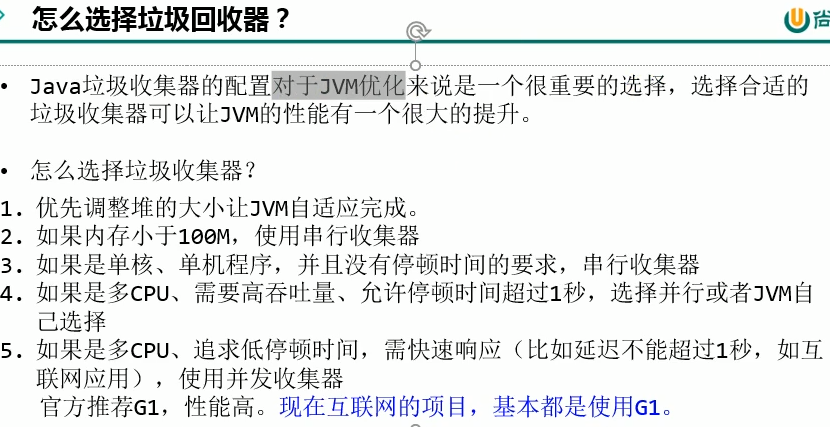 怎么选择垃圾回收器？
尚
• Java垃圾收集器的配置对于JVM优化来说是一个很重要的选择，选择合适的
垃圾收集器可以让JVM的性能有一个很大的提升。
• 怎么选择垃圾收集器？
1. 优先调整堆的大小让JVM自适应完成。
2. 如果内存小于100M，使用串行收集器
3. 如果是单核、单机程序，并且没有停顿时间的要求，串行收集器
4. 如果是多CPU、需要高吞吐量、允许停顿时间超过1秒，选择并行或者JVM自
己选择
5. 如果是多CPU、追求低停顿时间，需快速响应（比如延迟不能超过1秒，如互
联网应用），使用并发收集器
官方推荐G1，性能高。现在互联网的项目，基本都是使用G1。